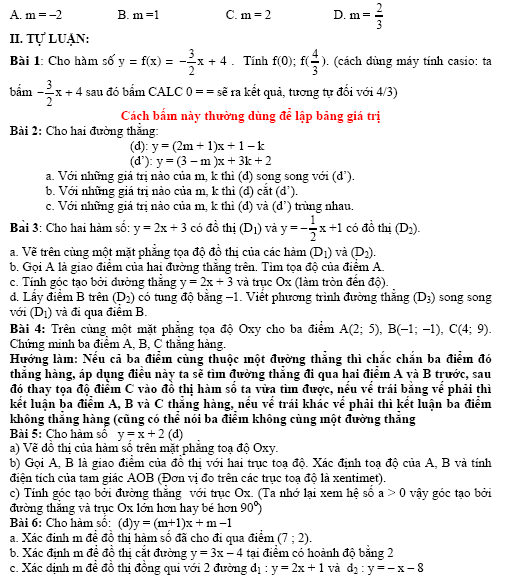 A. m = –2 B. m =1 C. m = 2 D. m = 2/3
II. TỰ LUẬN:
Bài 1: Cho hàm số y = f(x) = −3/2x + 4 . Tính f(0); f(4/3). (cách dùng máy tính casio: ta
bấm −3/2x + 4 sau đó bấm CALC 0 = = sẽ ra kết quả, tương tự đối với 4/3)
Cách bấm này thường dùng để lập bảng giá trị
Bài 2: Cho hai đường thẳng:
(d): y = (2m + 1)x + 1 – k
(d’): y = (3 – m )x + 3k + 2
a. Với những giá trị nào của m, k thì (d) song song với (d’).
b. Với những giá trị nào của m, k thì (d) cắt (d’).
c. Với những giá trị nào của m, k thì (d) và (d’) trùng nhau.
Bài 3: Cho hai hàm số: y = 2x + 3 có đồ thị (D₁) và y = −1/2x +1 có đồ thị (D₂).
a. Vẽ trên cùng một mặt phẳng tọa độ đồ thị của các hàm (D₁) và (D₂).
b. Gọi A là giao điểm của hai đường thẳng trên. Tìm tọa độ của điểm A.
c. Tính góc tạo bởi đường thẳng y = 2x + 3 và trục Ox (làm tròn đến độ).
d. Lấy điểm B trên (D₂) có tung độ bằng –1. Viết phương trình đường thẳng (D₃) song song
với (D₁) và đi qua điểm B.
Bài 4: Trên cùng một mặt phẳng tọa độ Oxy cho ba điểm A(2; 5), B(–1; –1), C(4; 9).
Chứng minh ba điểm A, B, C thẳng hàng.
Hướng làm: Nếu cả ba điểm cùng thuộc một đường thẳng thì chắc chắn ba điểm đó
thẳng hàng, áp dụng điều này ta sẽ tìm đường thẳng đi qua hai điểm A và B trước, sau
đó thay tọa độ điểm C vào đồ thị hàm số ta vừa tìm được, nếu vế trái bằng vế phải thì
kết luận ba điểm A, B và C thẳng hàng, nếu vế trái khác vế phải thì kết luận ba điểm
không thẳng hàng (cũng có thể nói ba điểm không cùng một đường thẳng
Bài 5: Cho hàm số y = x + 2 (d)
a) Vẽ đồ thị của hàm số trên mặt phẳng toạ độ Oxy.
b) Gọi A, B là giao điểm của đồ thị với hai trục toạ độ. Xác định toạ độ của A, B và tính
điện tích của tam giác AOB (Đơn vị đo trên các trục toạ độ là xentimet).
c) Tính góc tạo bởi đường thẳng với trục Ox. (Ta nhớ lại xem hệ số a > 0 vậy góc tạo bởi
đường thẳng và trục Ox lớn hơn hay bé hơn 90⁰)
Bài 6: Cho hàm số: (d)y = (m+1)x + m –1
a. Xác định m để đồ thị hàm số đã cho đi qua điểm (7 ; 2).
b. Xác định m để đồ thị cắt đường y = 3x – 4 tại điểm có hoành độ bằng 2
c. Xác định m để đồ thị đồng qui với 2 đường d₁ : y = 2x + 1 và d₂ : y = – x – 8